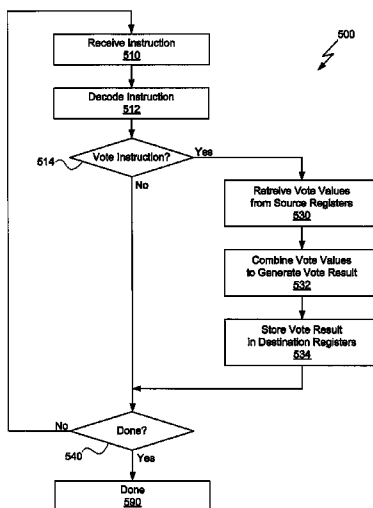 500
Receive Instruction
510
Decode Instruction
512
Vote Instruction?
514
Yes
No
Retreive Vote Values
from Source Registers
530
Combine Vote Values
to Generate Vote Result
532
Store Vote Result
in Destination Registers
534
No
Done?
540
Yes
Done
590